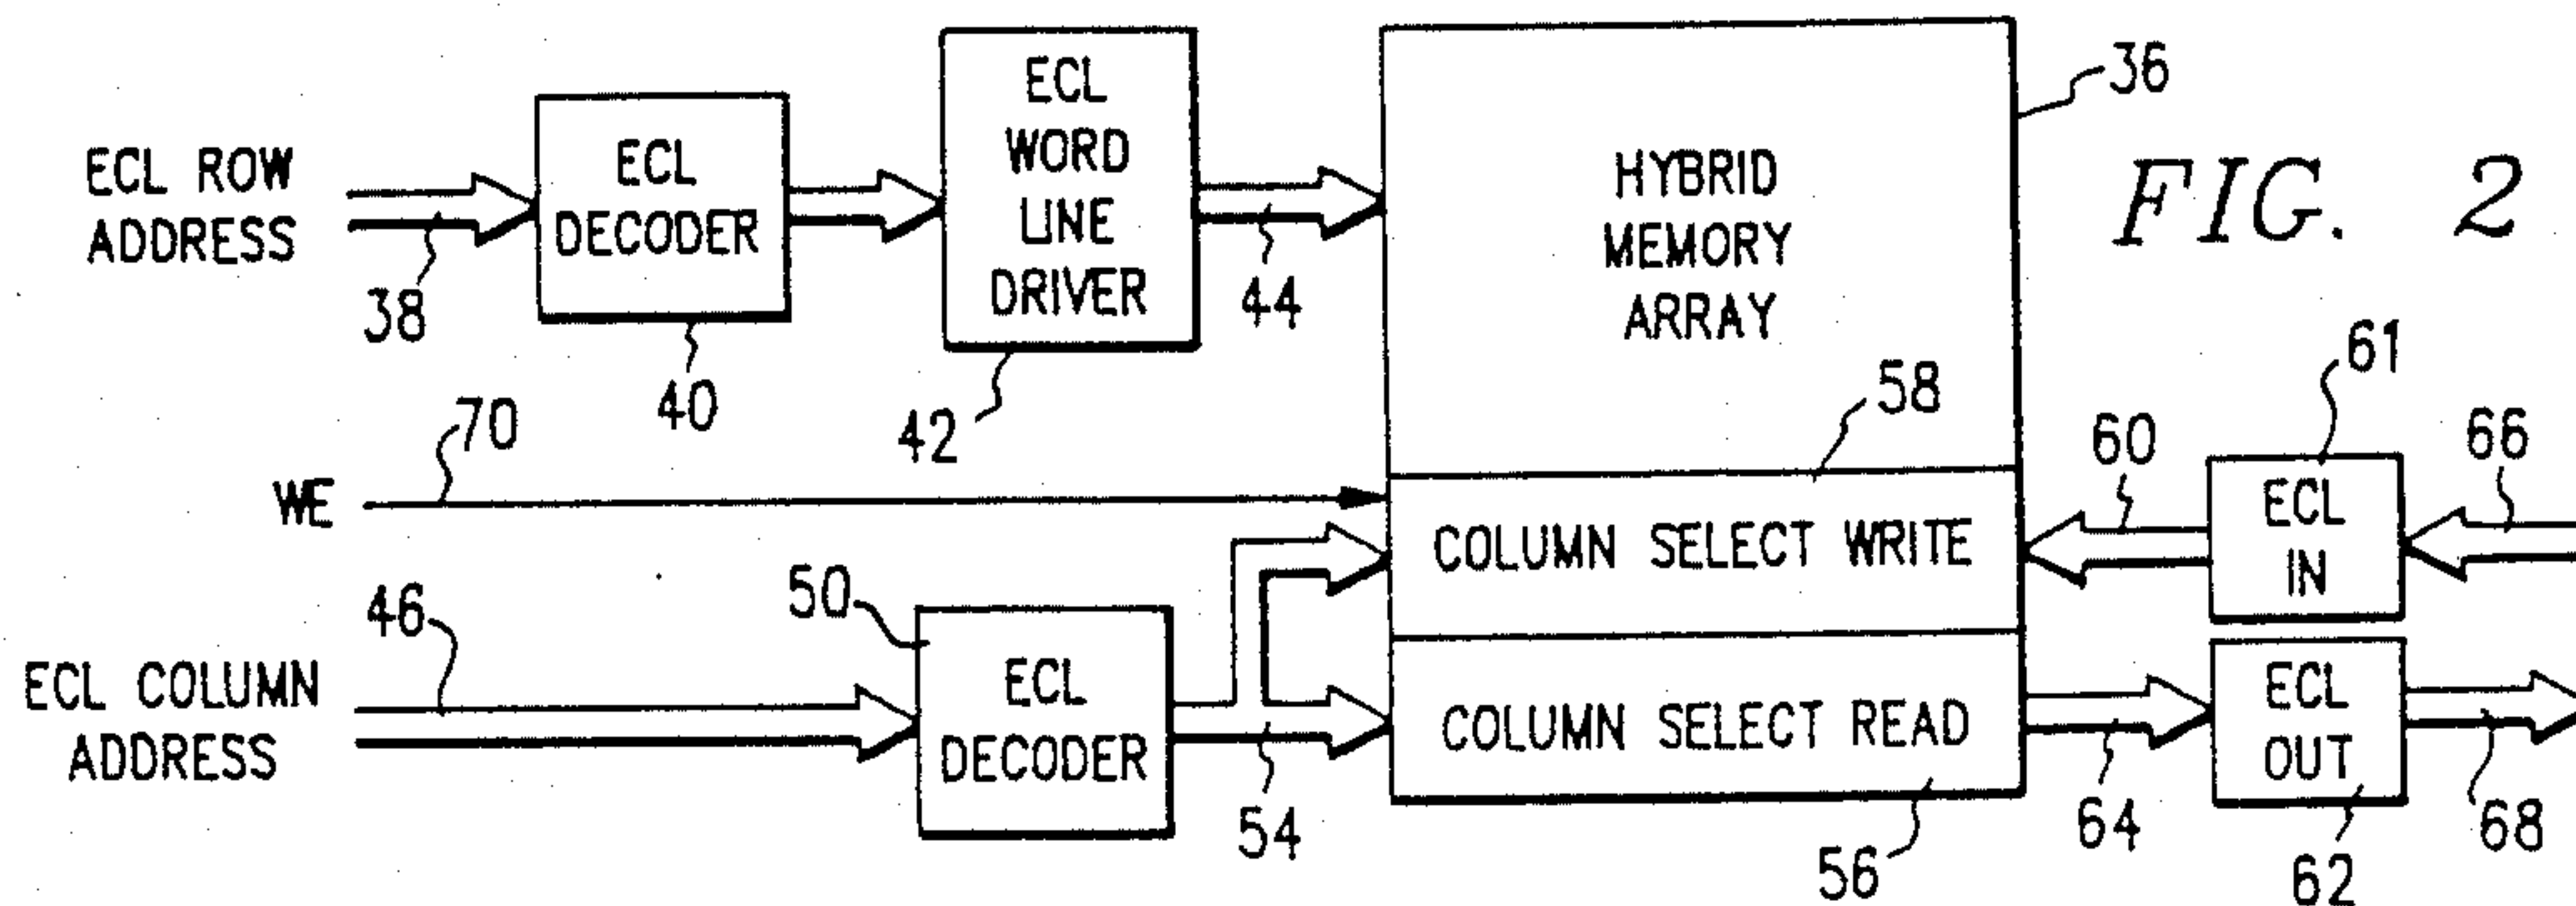 ECL ROW
ADDRESS
38
ECL
DECODER
40
ECL
WORD
LINE
DRIVER
42
44
HYBRID
MEMORY
ARRAY
36
FIG. 2
WE
70
58
COLUMN SELECT WRITE
60
61
ECL
IN
66
ECL COLUMN
ADDRESS
46
50
ECL
DECODER
54
COLUMN SELECT READ
56
64
ECL
OUT
62
68